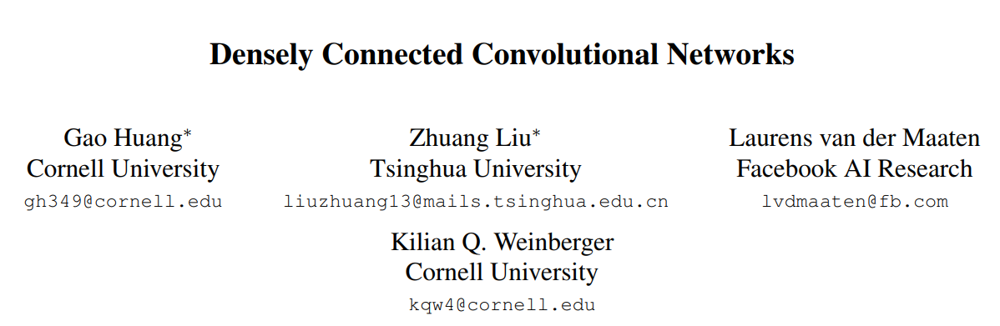 Densely Connected Convolutional Networks
Gao Huang*
Cornell University
gh349@cornell.edu
Zhuang Liu*
Tsinghua University
liuzhuang13@mails.tsinghua.edu.cn
Laurens van der Maaten
Facebook AI Research
lvdmaaten@fb.com
Kilian Q. Weinberger
Cornell University
kqw4@cornell.edu